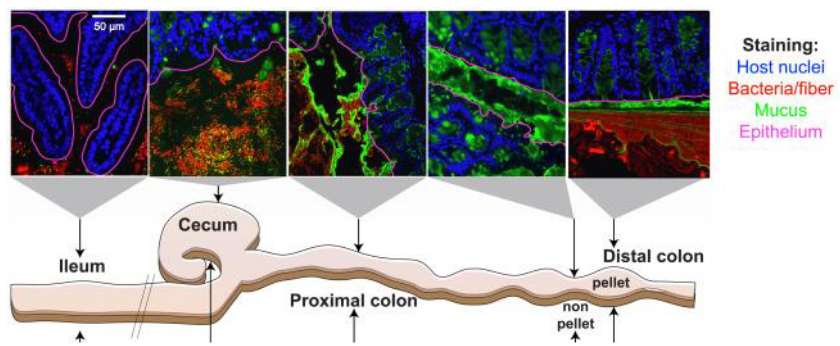 50 µm
Staining:
Host nuclei
Bacteria/fiber
Mucus
Epithelium
Cecum
Ileum
Distal colon
pellet
Proximal colon
non
pellet